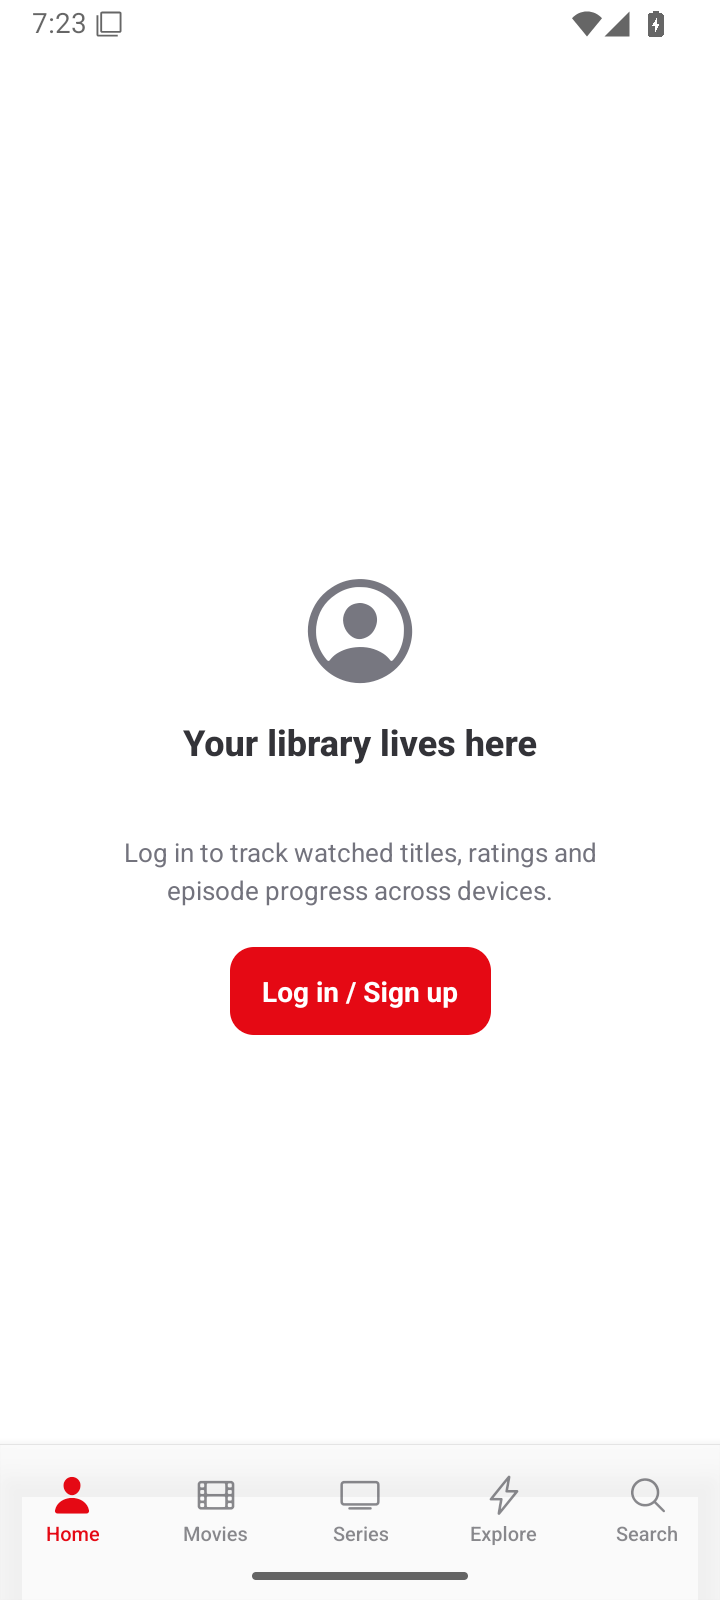 7:23
Your library lives here
Log in to track watched titles, ratings and
episode progress across devices.
Log in / Sign up
Home Movies Series Explore Search